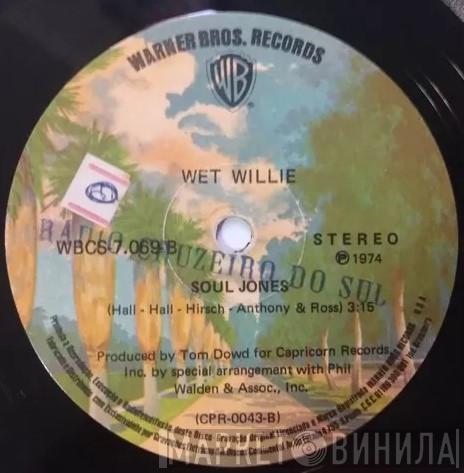 WARNER BROS. RECORDS
WB
WET WILLIE
RADIO CRUZEIRO DO SUL
WBCS 7.069 B
STEREO
℗ 1974
SOUL JONES
(Hall - Hall - Hirsch - Anthony & Ross) 3:15
Produced by Tom Dowd for Capricorn Records,
Inc. by special arrangement with Phil
Walden & Assoc., Inc.
(CPR-0043-B)
МАРКЕТ
ВИНИЛА